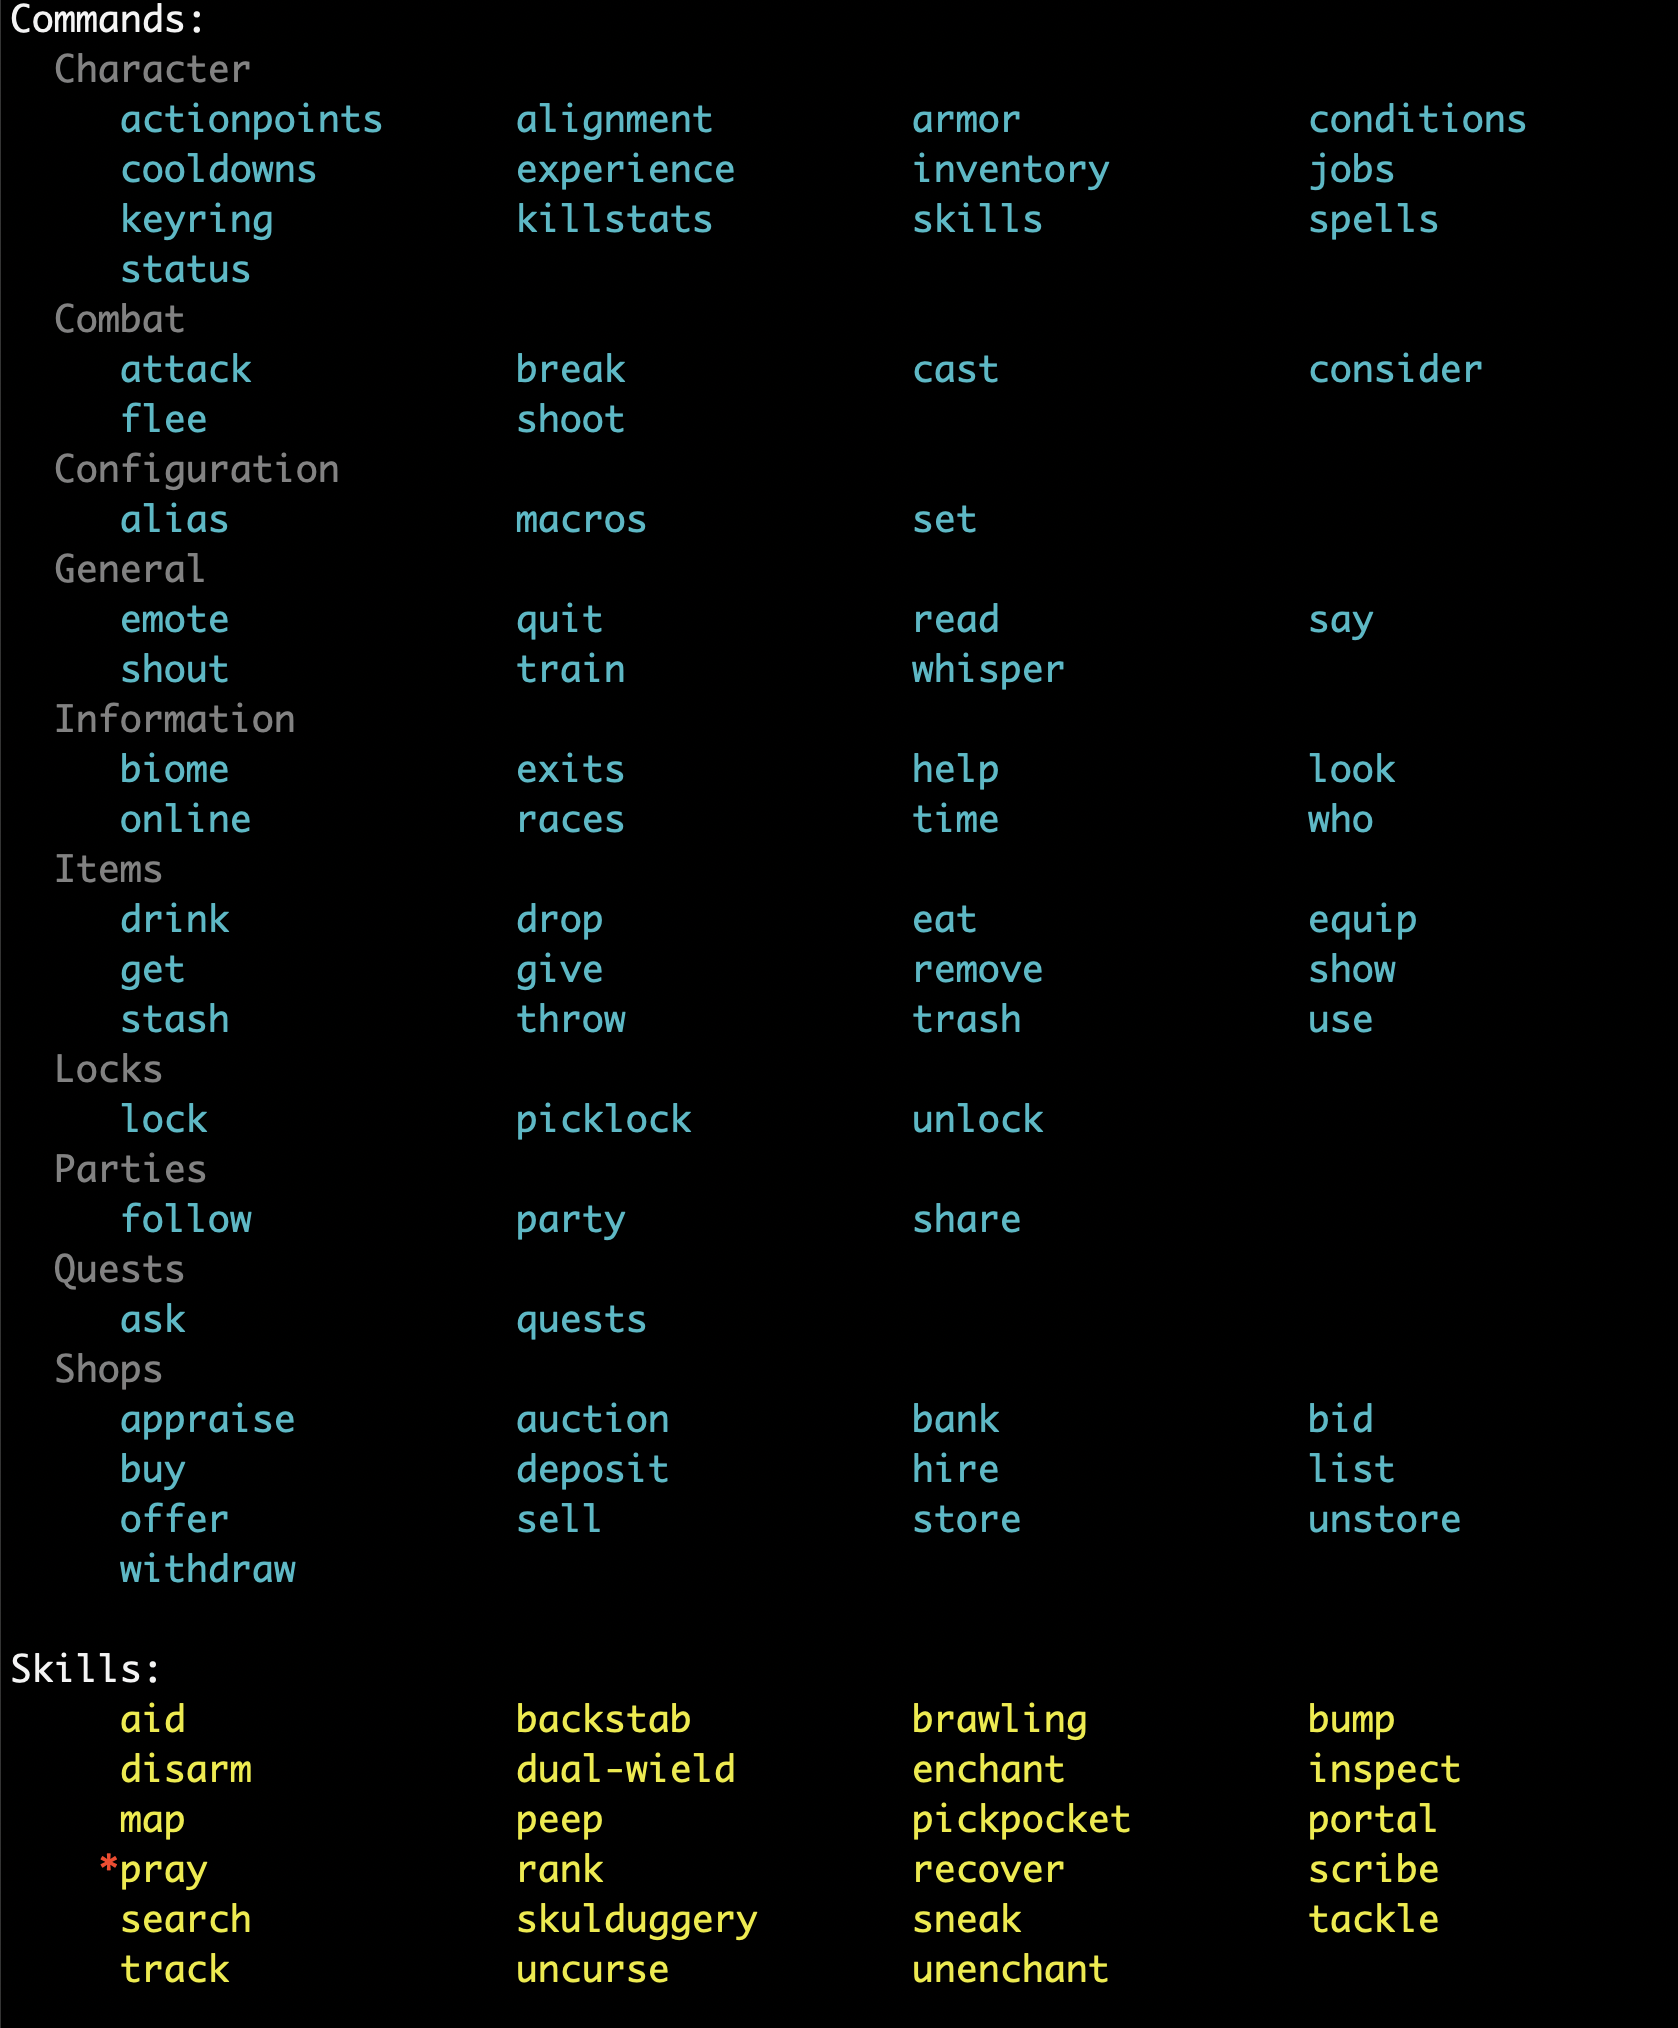 Commands:
Character
actionpoints alignment armor conditions
cooldowns experience inventory jobs
keyring killstats skills spells
status
Combat
attack break cast consider
flee shoot
Configuration
alias macros set
General
emote quit read say
shout train whisper
Information
biome exits help look
online races time who
Items
drink drop eat equip
get give remove show
stash throw trash use
Locks
lock picklock unlock
Parties
follow party share
Quests
ask quests
Shops
appraise auction bank bid
buy deposit hire list
offer sell store unstore
withdraw
Skills:
aid backstab brawling bump
disarm dual-wield enchant inspect
map peep pickpocket portal
*pray rank recover scribe
search skulduggery sneak tackle
track uncurse unenchant